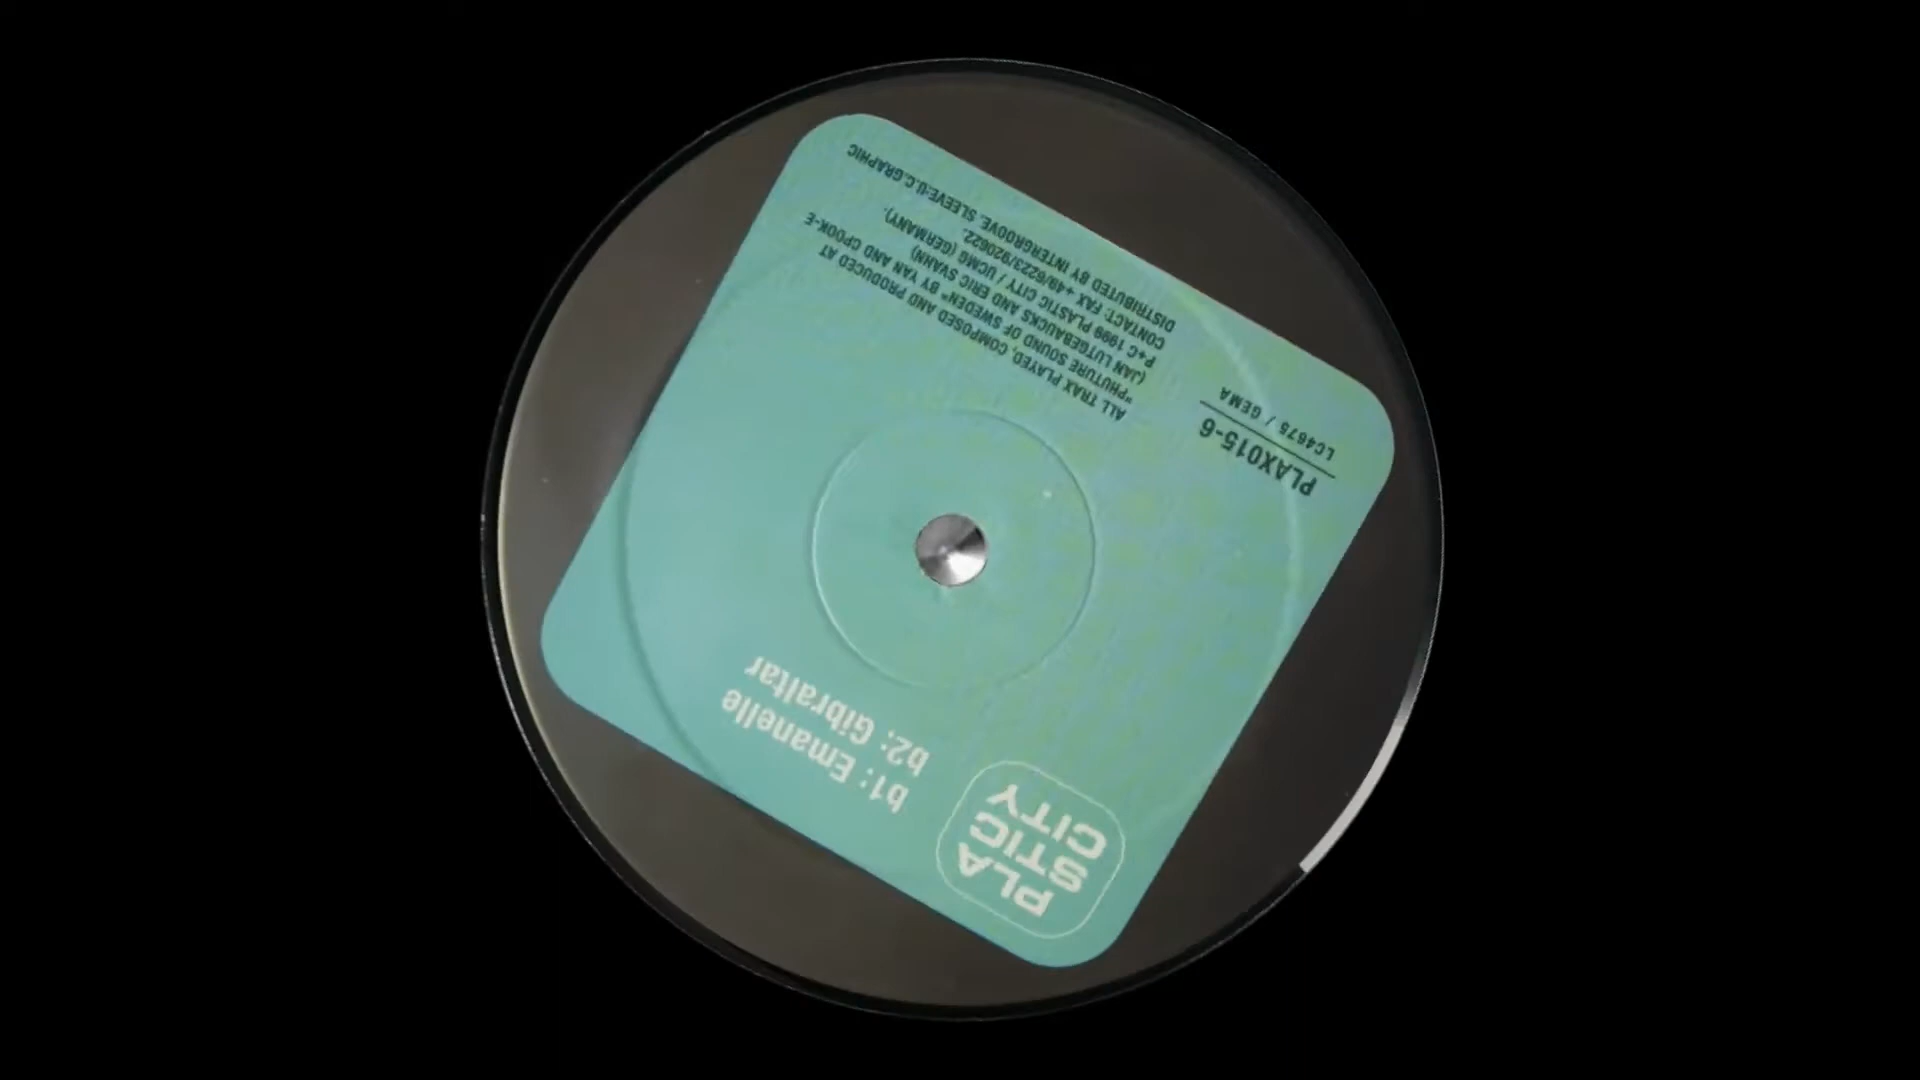 PLA
STIC
CITY
b1: Emanelle
b2: Gibraltar
PLAX015-6
LC4675 / GEMA
ALL TRAX PLAYED, COMPOSED AND PRODUCED AT
"PHUTURE SOUND OF SWEDEN" BY YAN AND CPOOK-E
(JAN LUTGEBAUCKS AND ERIC SVAHN)
P+C 1999 PLASTIC CITY / UCMG (GERMANY).
CONTACT: FAX +49/6223/920622.
DISTRIBUTED BY INTERGROOVE. SLEEVE:U.C.GRAPHIC